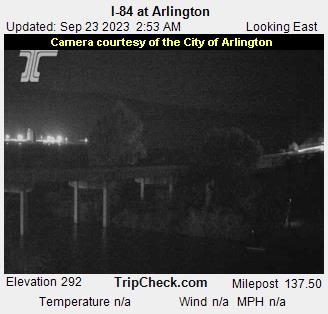 I-84 at Arlington
Updated: Sep 23 2023 2:53 AM Looking East
Camera courtesy of the City of Arlington
Elevation 292 TripCheck.com Milepost 137.50
Temperature n/a Wind n/a MPH n/a